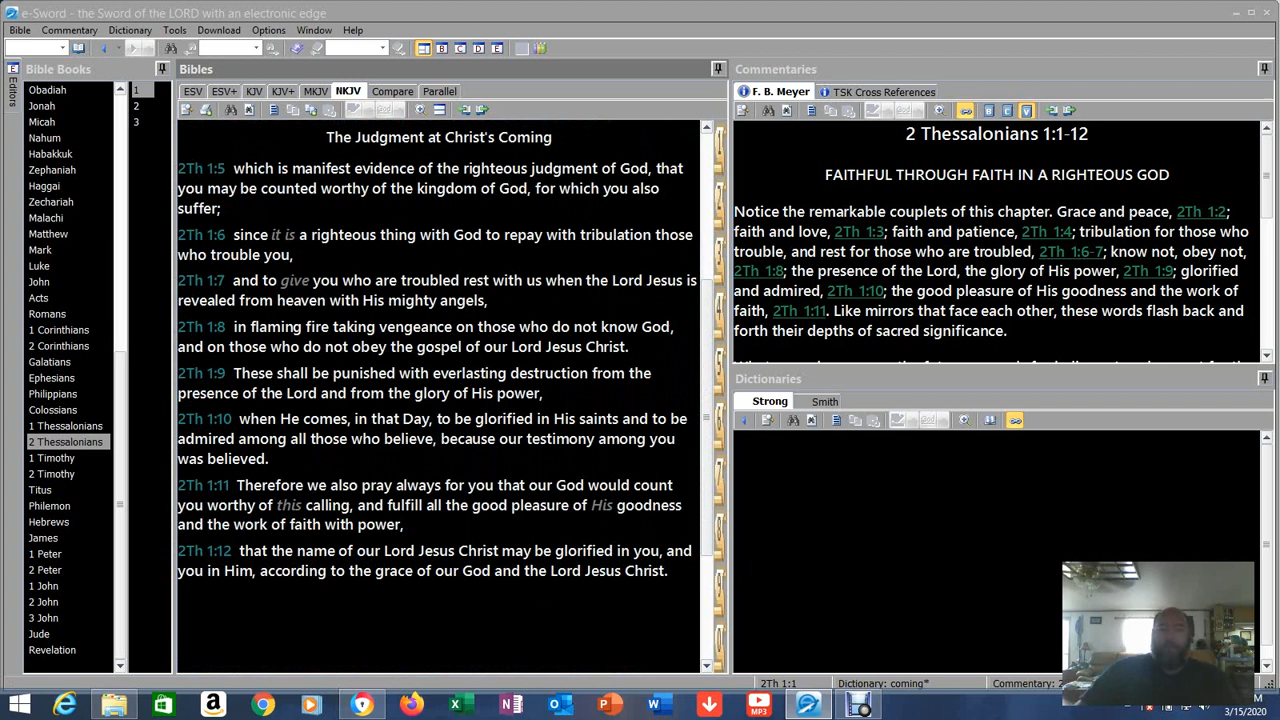 e-Sword - the Sword of the LORD with an electronic edge
Bible Commentary Dictionary Tools Download Options Window Help
B C D E
Editors
Bible Books
Obadiah
Jonah
Micah
Nahum
Habakkuk
Zephaniah
Haggai
Zechariah
Malachi
Matthew
Mark
Luke
John
Acts
Romans
1 Corinthians
2 Corinthians
Galatians
Ephesians
Philippians
Colossians
1 Thessalonians
2 Thessalonians
1 Timothy
2 Timothy
Titus
Philemon
Hebrews
James
1 Peter
2 Peter
1 John
2 John
3 John
Jude
Revelation
1
2
3
Bibles
ESV ESV+ KJV KJV+ MKJV NKJV Compare Parallel
The Judgment at Christ's Coming
2Th 1:5 which is manifest evidence of the righteous judgment of God, that
you may be counted worthy of the kingdom of God, for which you also
suffer;
2Th 1:6 since it is a righteous thing with God to repay with tribulation those
who trouble you,
2Th 1:7 and to give you who are troubled rest with us when the Lord Jesus is
revealed from heaven with His mighty angels,
2Th 1:8 in flaming fire taking vengeance on those who do not know God,
and on those who do not obey the gospel of our Lord Jesus Christ.
2Th 1:9 These shall be punished with everlasting destruction from the
presence of the Lord and from the glory of His power,
2Th 1:10 when He comes, in that Day, to be glorified in His saints and to be
admired among all those who believe, because our testimony among you
was believed.
2Th 1:11 Therefore we also pray always for you that our God would count
you worthy of this calling, and fulfill all the good pleasure of His goodness
and the work of faith with power,
2Th 1:12 that the name of our Lord Jesus Christ may be glorified in you, and
you in Him, according to the grace of our God and the Lord Jesus Christ.
1
2
3
4
5
6
7
8
9
Commentaries
F. B. Meyer TSK Cross References
B C V
2 Thessalonians 1:1-12
FAITHFUL THROUGH FAITH IN A RIGHTEOUS GOD
Notice the remarkable couplets of this chapter. Grace and peace, 2Th 1:2;
faith and love, 2Th 1:3; faith and patience, 2Th 1:4; tribulation for those who
trouble, and rest for those who are troubled, 2Th 1:6-7; know not, obey not,
2Th 1:8; the presence of the Lord, the glory of His power, 2Th 1:9; glorified
and admired, 2Th 1:10; the good pleasure of His goodness and the work of
faith, 2Th 1:11. Like mirrors that face each other, these words flash back and
forth their depths of sacred significance.
Dictionaries
Strong Smith
2Th 1:1 Dictionary: coming* Commentary: 2
MP3
3/15/2020